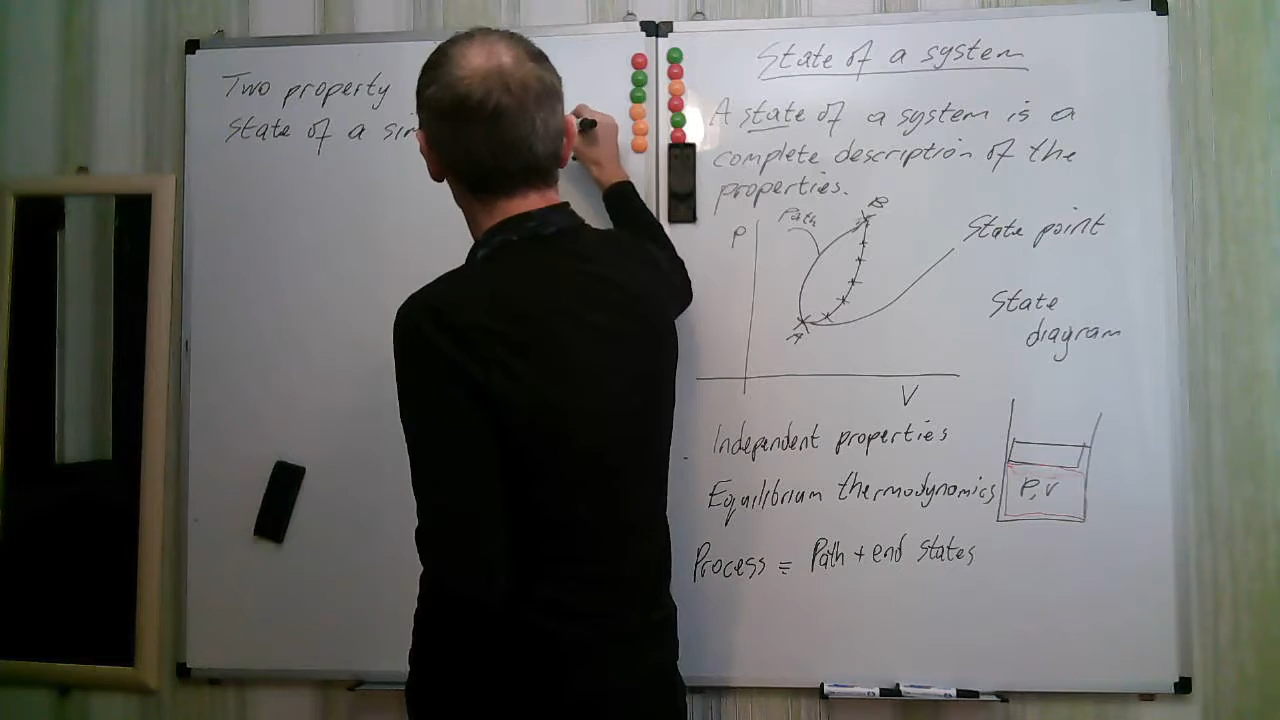 Two property
State of a sim
State of a system
A state of a system is a
complete description of the
properties.
P
Path
B
State point
A
V
State
diagram
Independent properties
Equilibrium thermodynamics
P, V
Process = Path + end states